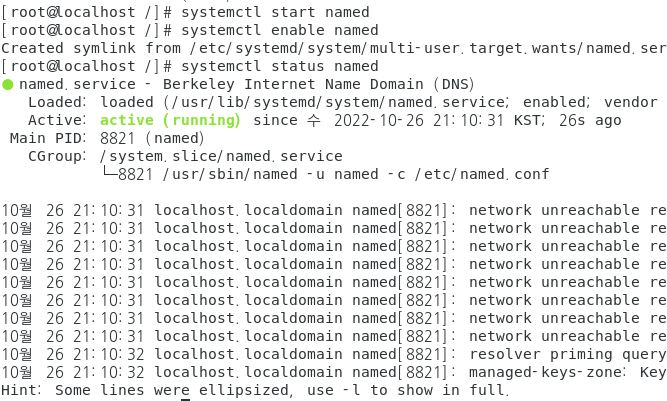 [root@localhost /]# systemctl start named
[root@localhost /]# systemctl enable named
Created symlink from /etc/systemd/system/multi-user.target.wants/named.ser
[root@localhost /]# systemctl status named
● named.service - Berkeley Internet Name Domain (DNS)
   Loaded: loaded (/usr/lib/systemd/system/named.service; enabled; vendor
   Active: active (running) since 수 2022-10-26 21:10:31 KST; 26s ago
 Main PID: 8821 (named)
   CGroup: /system.slice/named.service
           └─8821 /usr/sbin/named -u named -c /etc/named.conf
10월 26 21:10:31 localhost.localdomain named[8821]: network unreachable re
10월 26 21:10:31 localhost.localdomain named[8821]: network unreachable re
10월 26 21:10:31 localhost.localdomain named[8821]: network unreachable re
10월 26 21:10:31 localhost.localdomain named[8821]: network unreachable re
10월 26 21:10:31 localhost.localdomain named[8821]: network unreachable re
10월 26 21:10:31 localhost.localdomain named[8821]: network unreachable re
10월 26 21:10:31 localhost.localdomain named[8821]: network unreachable re
10월 26 21:10:31 localhost.localdomain named[8821]: network unreachable re
10월 26 21:10:32 localhost.localdomain named[8821]: resolver priming query
10월 26 21:10:32 localhost.localdomain named[8821]: managed-keys-zone: Key
Hint: Some lines were ellipsized, use -l to show in full.